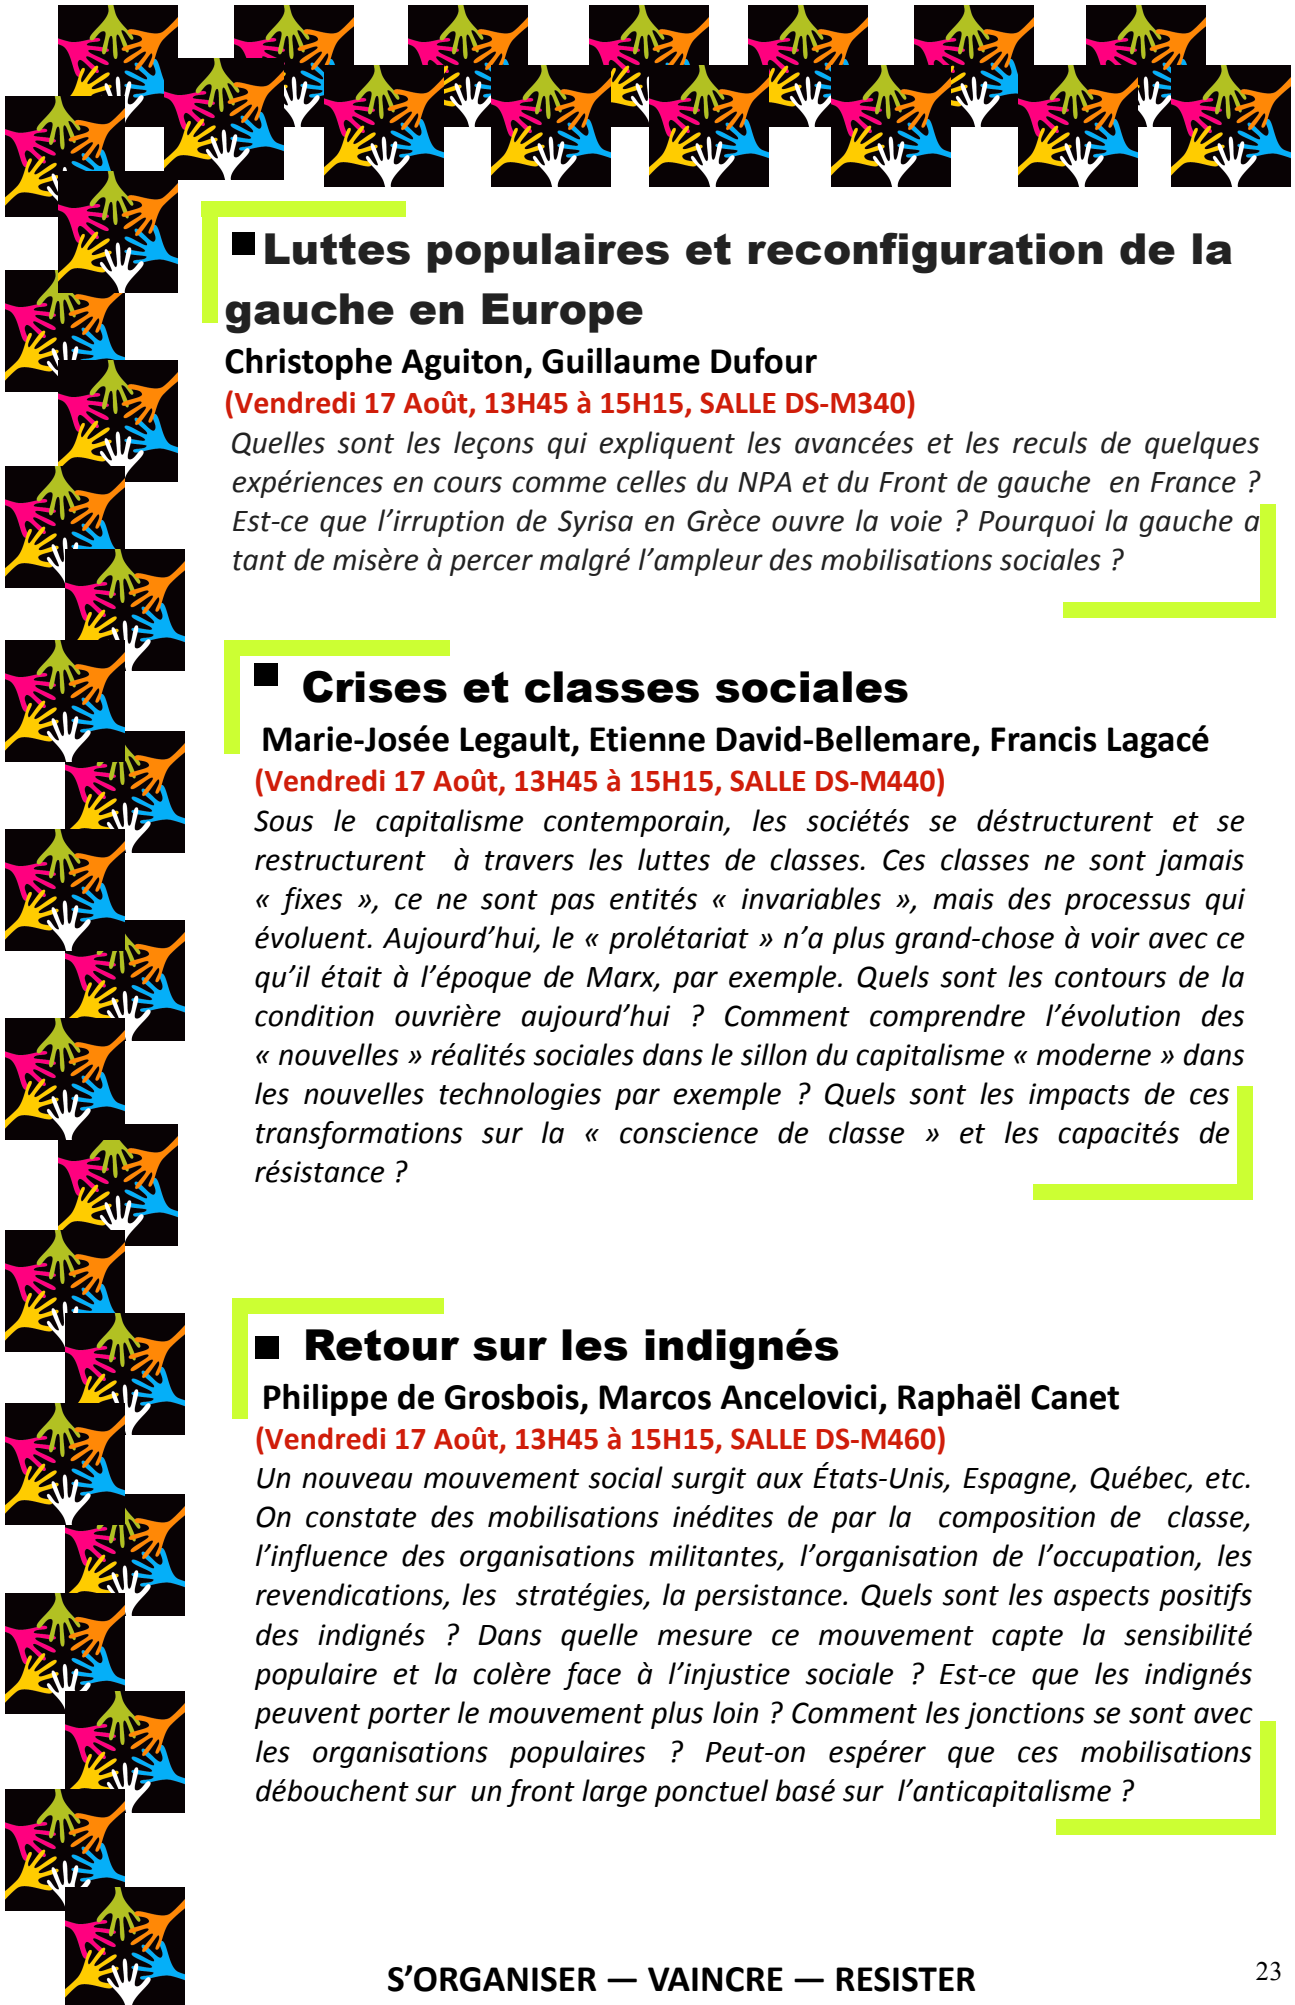 ■Luttes populaires et reconfiguration de la
gauche en Europe
Christophe Aguiton, Guillaume Dufour
(Vendredi 17 Août, 13H45 à 15H15, SALLE DS-M340)
Quelles sont les leçons qui expliquent les avancées et les reculs de quelques
expériences en cours comme celles du NPA et du Front de gauche en France ?
Est-ce que l’irruption de Syrisa en Grèce ouvre la voie ? Pourquoi la gauche a
tant de misère à percer malgré l’ampleur des mobilisations sociales ?
■ Crises et classes sociales
Marie-Josée Legault, Etienne David-Bellemare, Francis Lagacé
(Vendredi 17 Août, 13H45 à 15H15, SALLE DS-M440)
Sous le capitalisme contemporain, les sociétés se déstructurent et se
restructurent à travers les luttes de classes. Ces classes ne sont jamais
« fixes », ce ne sont pas entités « invariables », mais des processus qui
évoluent. Aujourd’hui, le « prolétariat » n’a plus grand-chose à voir avec ce
qu’il était à l’époque de Marx, par exemple. Quels sont les contours de la
condition ouvrière aujourd’hui ? Comment comprendre l’évolution des
« nouvelles » réalités sociales dans le sillon du capitalisme « moderne » dans
les nouvelles technologies par exemple ? Quels sont les impacts de ces
transformations sur la « conscience de classe » et les capacités de
résistance ?
■ Retour sur les indignés
Philippe de Grosbois, Marcos Ancelovici, Raphaël Canet
(Vendredi 17 Août, 13H45 à 15H15, SALLE DS-M460)
Un nouveau mouvement social surgit aux États-Unis, Espagne, Québec, etc.
On constate des mobilisations inédites de par la composition de classe,
l’influence des organisations militantes, l’organisation de l’occupation, les
revendications, les stratégies, la persistance. Quels sont les aspects positifs
des indignés ? Dans quelle mesure ce mouvement capte la sensibilité
populaire et la colère face à l’injustice sociale ? Est-ce que les indignés
peuvent porter le mouvement plus loin ? Comment les jonctions se sont avec
les organisations populaires ? Peut-on espérer que ces mobilisations
débouchent sur un front large ponctuel basé sur l’anticapitalisme ?
S’ORGANISER — VAINCRE — RESISTER
23